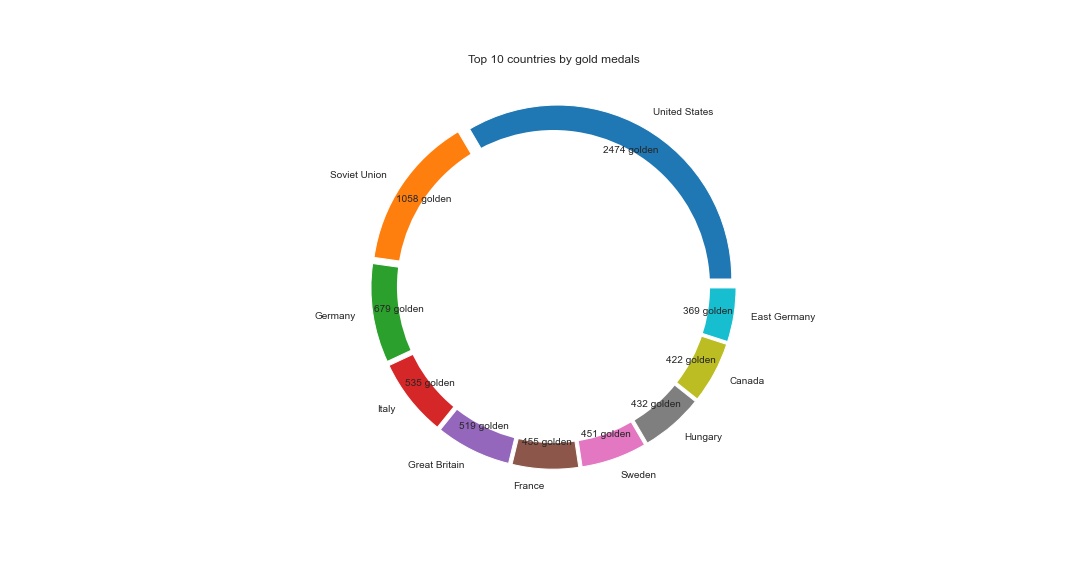 Top 10 countries by gold medals
United States
2474 golden
Soviet Union
1058 golden
Germany
679 golden
Italy
535 golden
Great Britain
519 golden
France
455 golden
Sweden
451 golden
Hungary
432 golden
Canada
422 golden
East Germany
369 golden